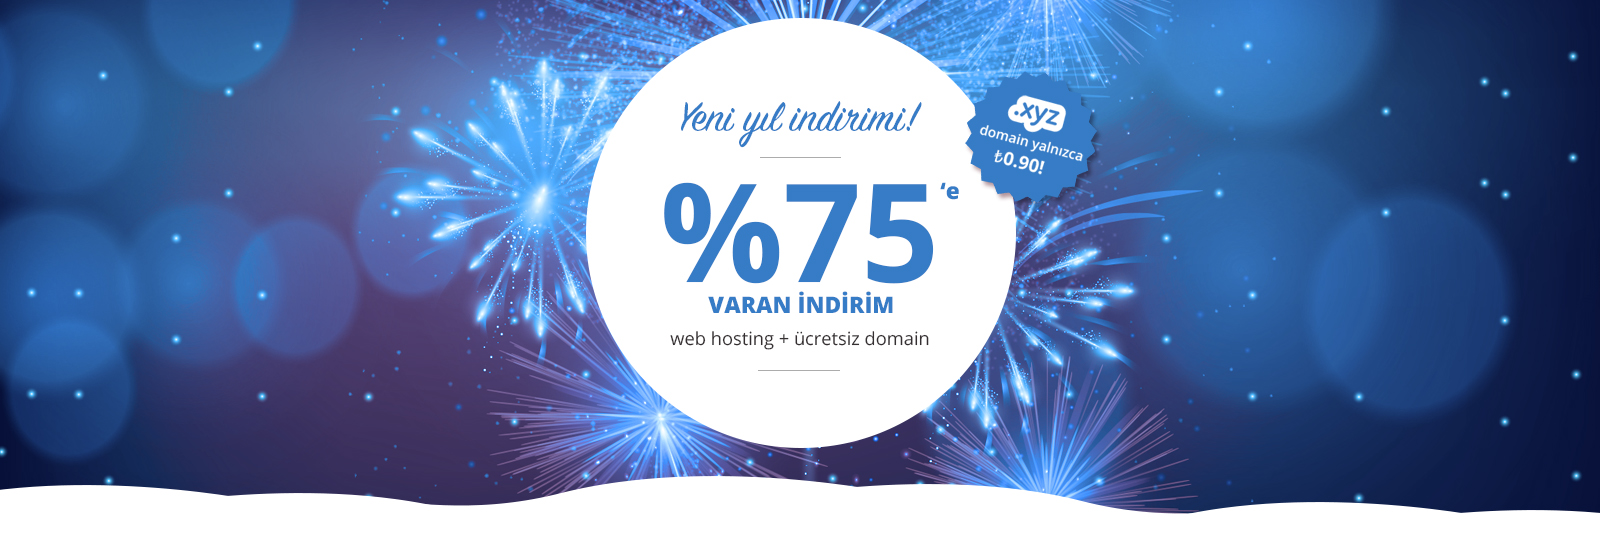 Yeni yıl indirimi!
%75 ‘e
VARAN İNDİRİM
web hosting + ücretsiz domain
.xyz
domain yalnızca
₺0.90!